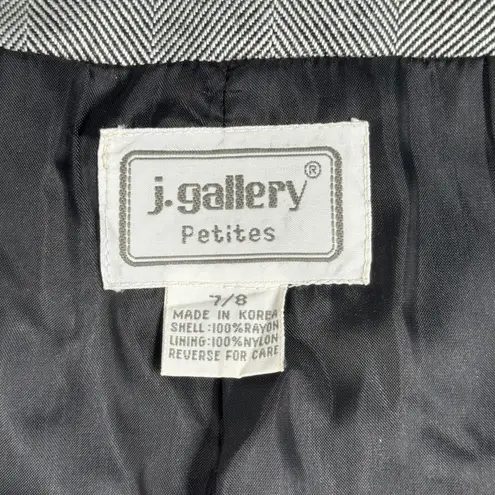 j.gallery®
Petites
7/8
MADE IN KOREA
SHELL:100%RAYON
LINING:100%NYLON
REVERSE FOR CARE